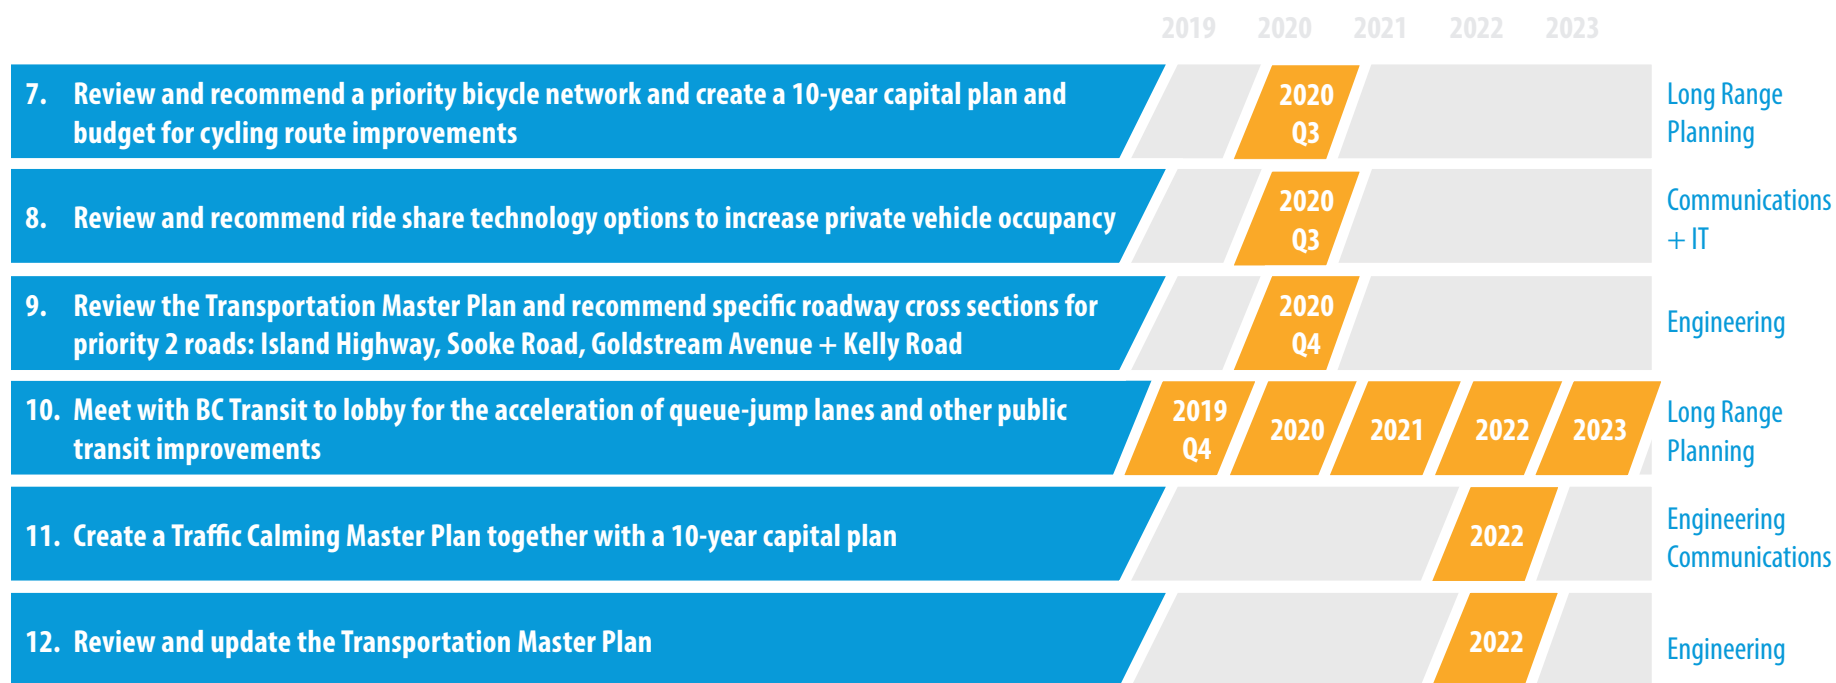 2019 2020 2021 2022 2023
7. Review and recommend a priority bicycle network and create a 10-year capital plan and
budget for cycling route improvements
2020
Q3
Long Range
Planning
8. Review and recommend ride share technology options to increase private vehicle occupancy
2020
Q3
Communications
+ IT
9. Review the Transportation Master Plan and recommend specific roadway cross sections for
priority 2 roads: Island Highway, Sooke Road, Goldstream Avenue + Kelly Road
2020
Q4
Engineering
10. Meet with BC Transit to lobby for the acceleration of queue-jump lanes and other public
transit improvements
2019
Q4
2020
2021
2022
2023
Long Range
Planning
11. Create a Traffic Calming Master Plan together with a 10-year capital plan
2022
Engineering
Communications
12. Review and update the Transportation Master Plan
2022
Engineering